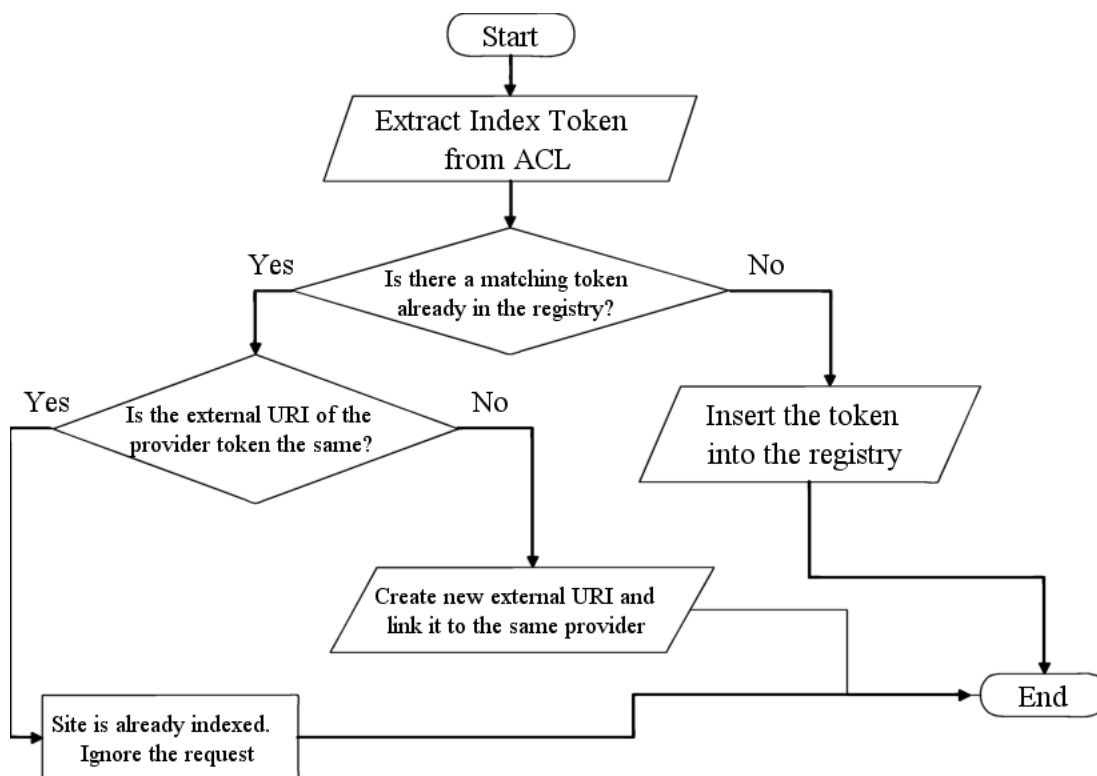 Start
Extract Index Token
from ACL
Yes
No
Is there a matching token
already in the registry?
Yes
No
Is the external URI of the
provider token the same?
Insert the token
into the registry
Create new external URI and
link it to the same provider
Site is already indexed.
Ignore the request
End